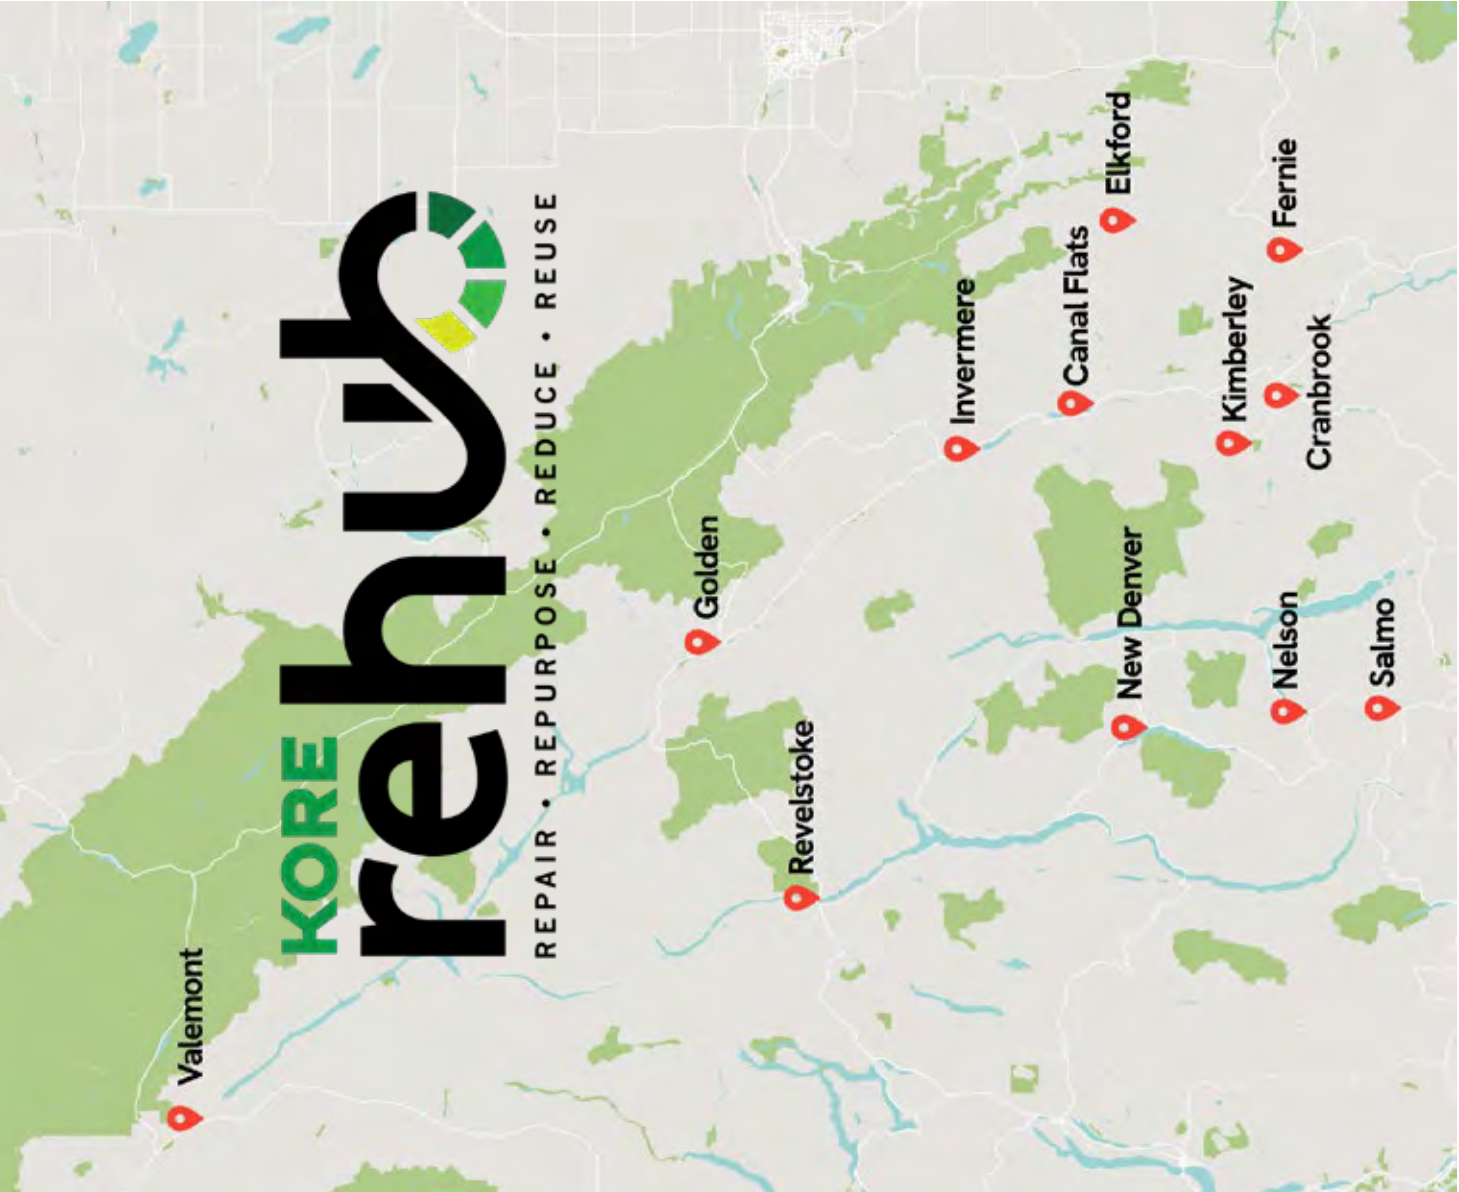 KORE
rehub
REPAIR • REPURPOSE • REDUCE • REUSE
Valemont
Golden
Revelstoke
Invermere
Canal Flats
Elkford
New Denver
Kimberley
Fernie
Cranbrook
Nelson
Salmo